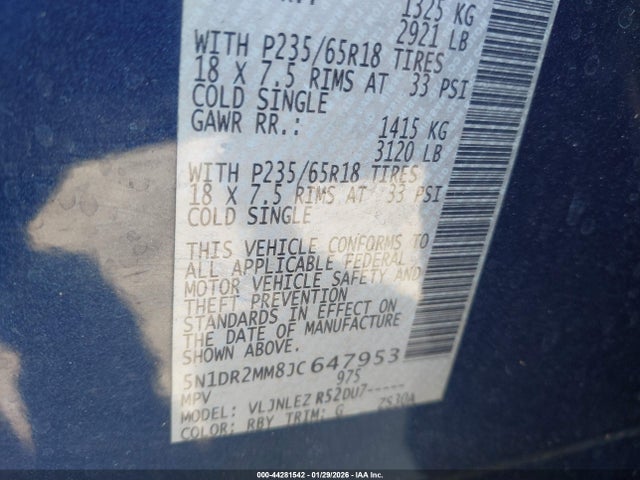 1325 KG
2921 LB
WITH P235/65R18 TIRES
18 X 7.5 RIMS AT 33 PSI
COLD SINGLE
GAWR RR.: 1415 KG
3120 LB
WITH P235/65R18 TIRES
18 X 7.5 RIMS AT 33 PSI
COLD SINGLE
THIS VEHICLE CONFORMS TO
ALL APPLICABLE FEDERAL
MOTOR VEHICLE SAFETY AND
THEFT PREVENTION
STANDARDS IN EFFECT ON
THE DATE OF MANUFACTURE
SHOWN ABOVE.
5N1DR2MM8JC647953
MPV 975
MODEL: VLJNLEZ R52DU7-----
COLOR: RBY TRIM: G 7S30A
000-44281542 - 01/29/2026 - IAA Inc.